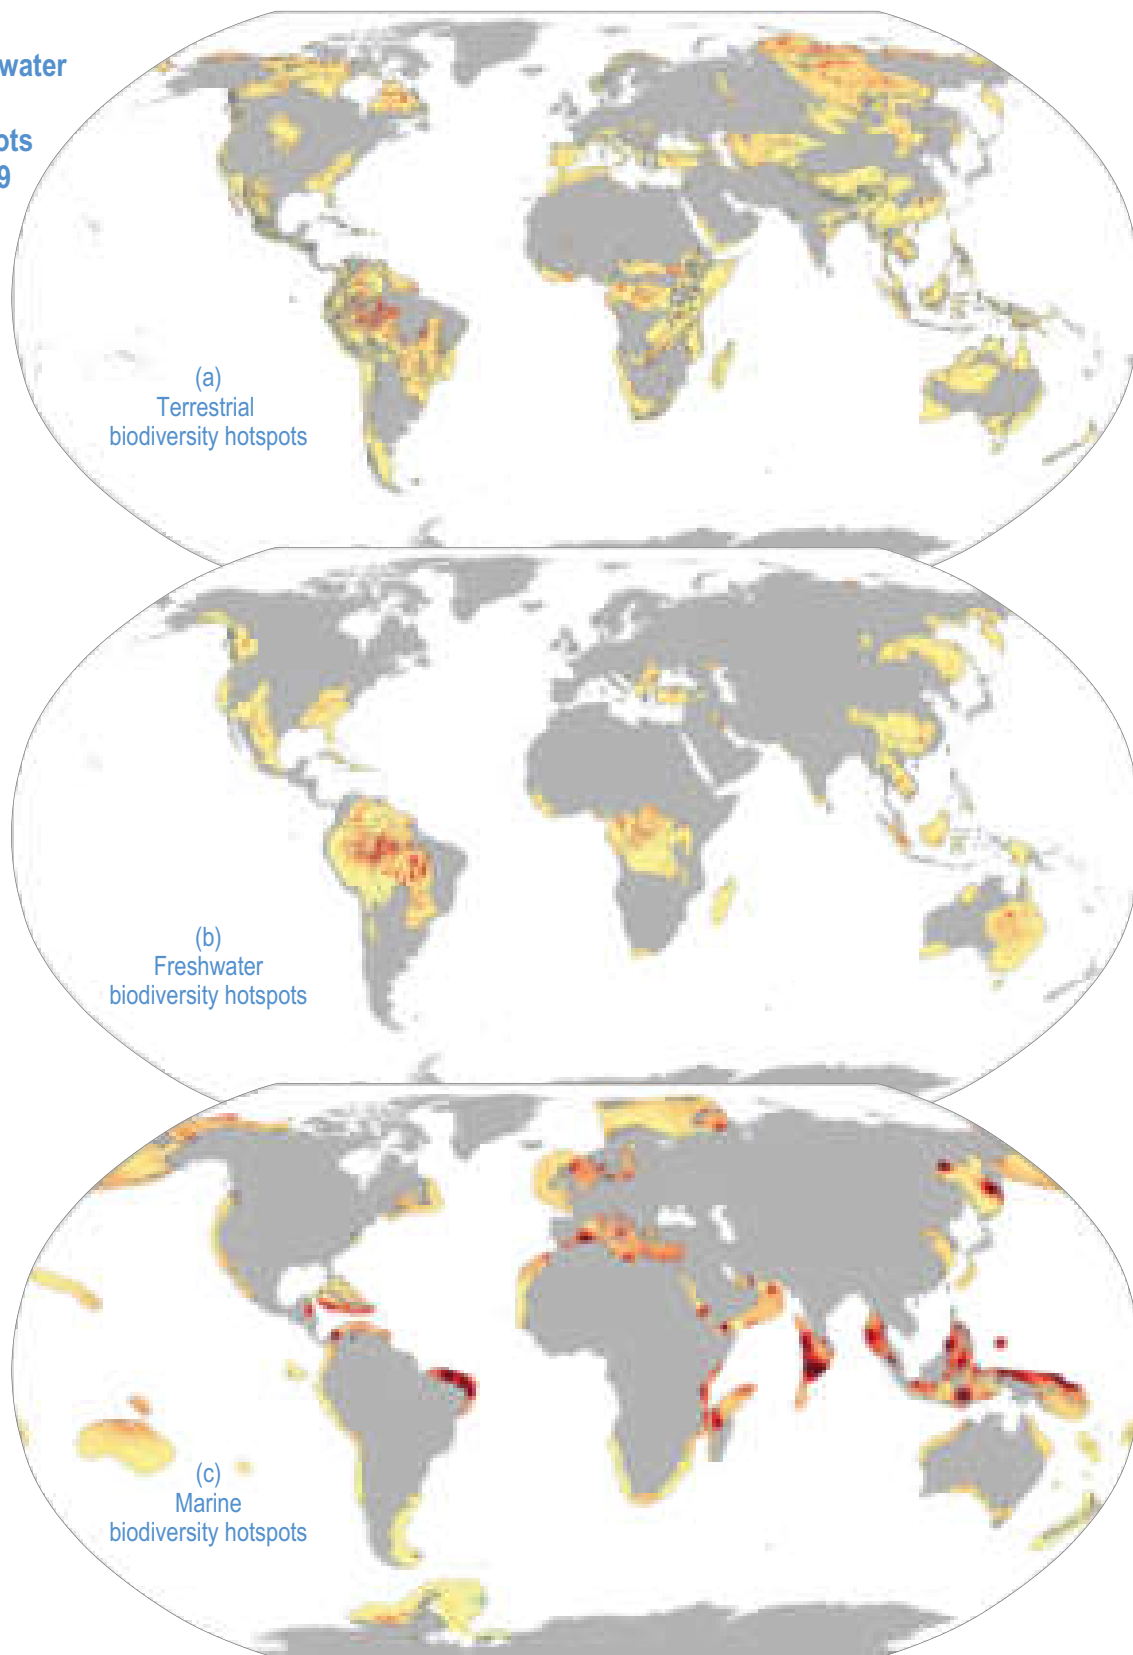 water
ots
9
(a)
Terrestrial
biodiversity hotspots
(b)
Freshwater
biodiversity hotspots
(c)
Marine
biodiversity hotspots